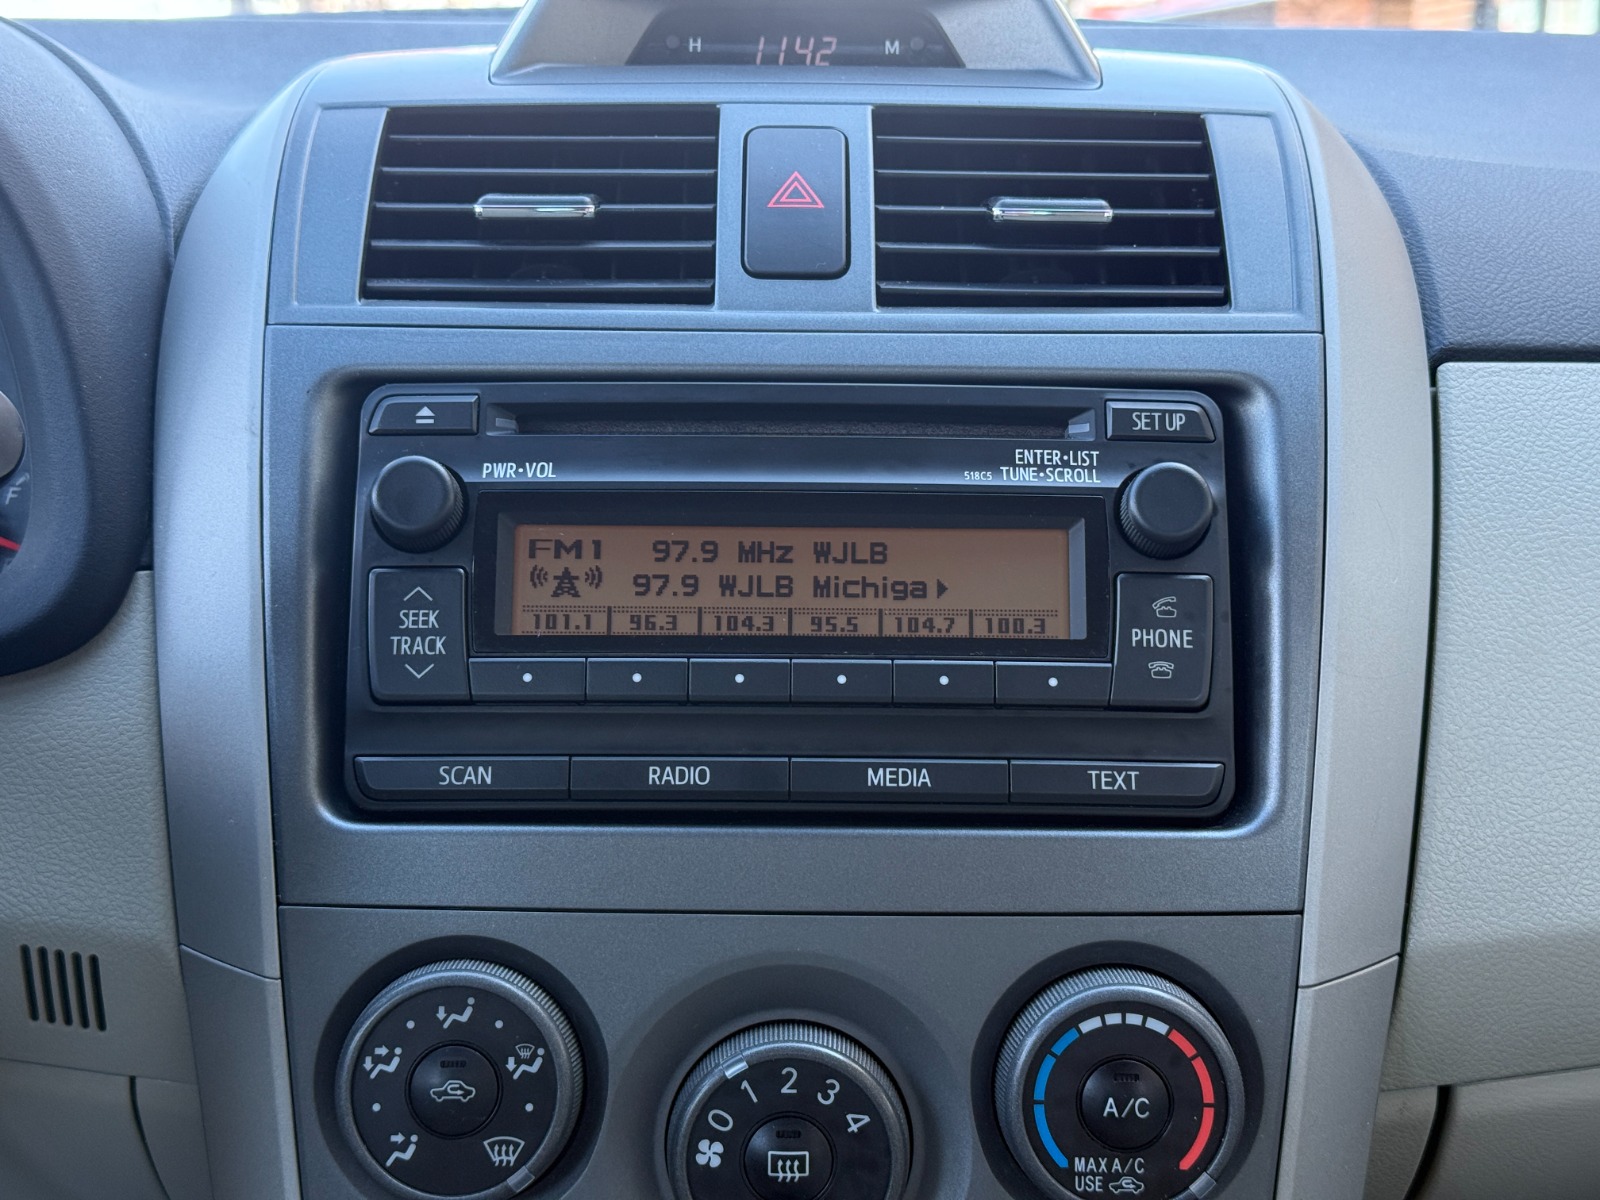 H 1142 M
SET UP
PWR•VOL
ENTER•LIST
518C5 TUNE•SCROLL
FM1 97.9 MHz WJLB
97.9 WJLB Michiga
101.1 96.3 104.3 95.5 104.7 100.3
SEEK
TRACK
PHONE
SCAN RADIO MEDIA TEXT
F
0 1 2 3 4
A/C
MAX A/C
USE